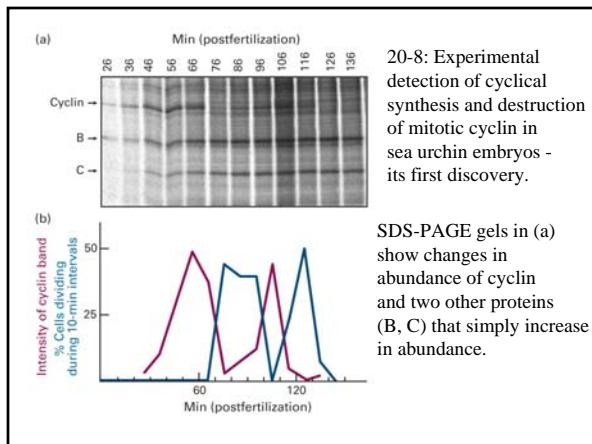 (a)
Min (postfertilization)
26 36 46 56 66 76 86 96 106 116 126 136
Cyclin
B
C
(b)
50
25
Intensity of cyclin band
% Cells dividing
during 10-min intervals
60
120
Min (postfertilization)
20-8: Experimental
detection of cyclical
synthesis and destruction
of mitotic cyclin in
sea urchin embryos -
its first discovery.
SDS-PAGE gels in (a)
show changes in
abundance of cyclin
and two other proteins
(B, C) that simply increase
in abundance.